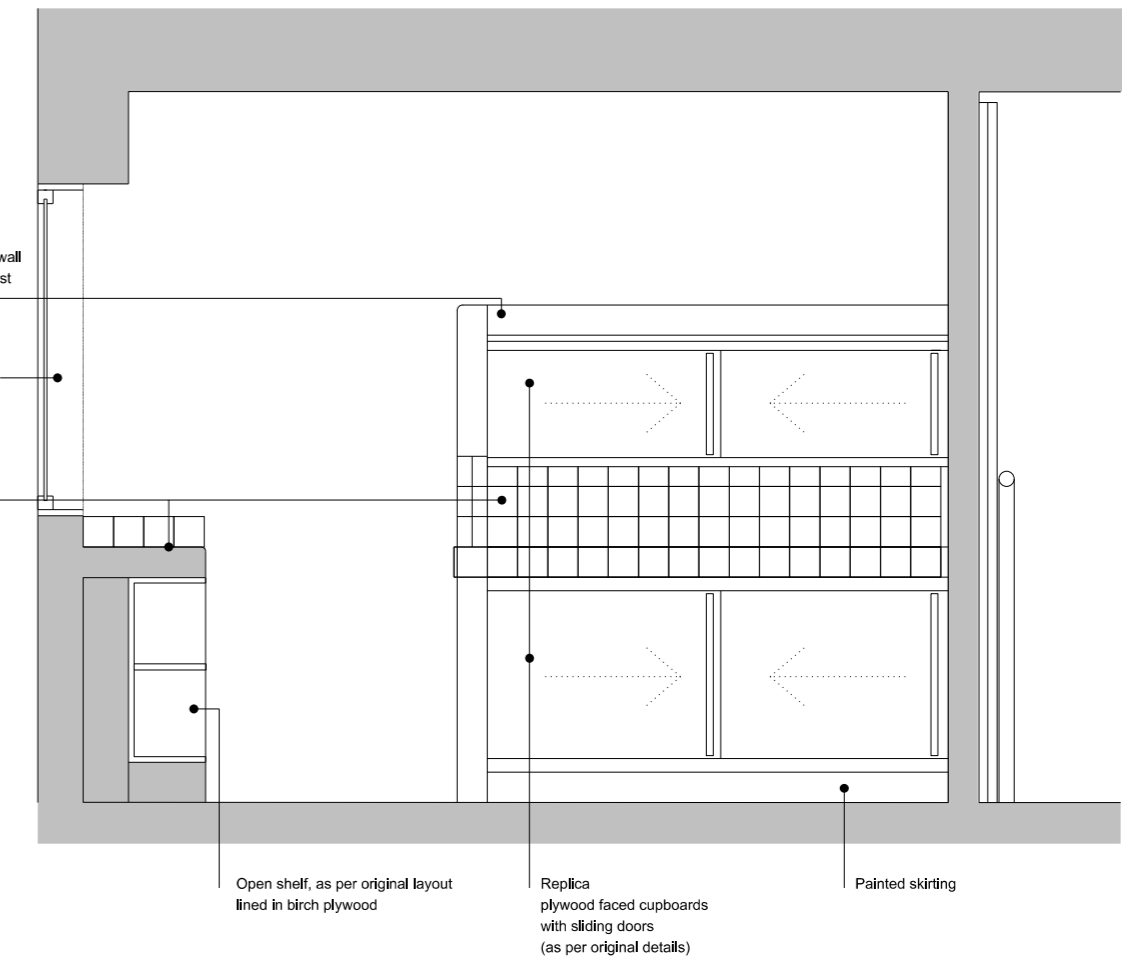 wall
st
Open shelf, as per original layout
lined in birch plywood
Replica
plywood faced cupboards
with sliding doors
(as per original details)
Painted skirting